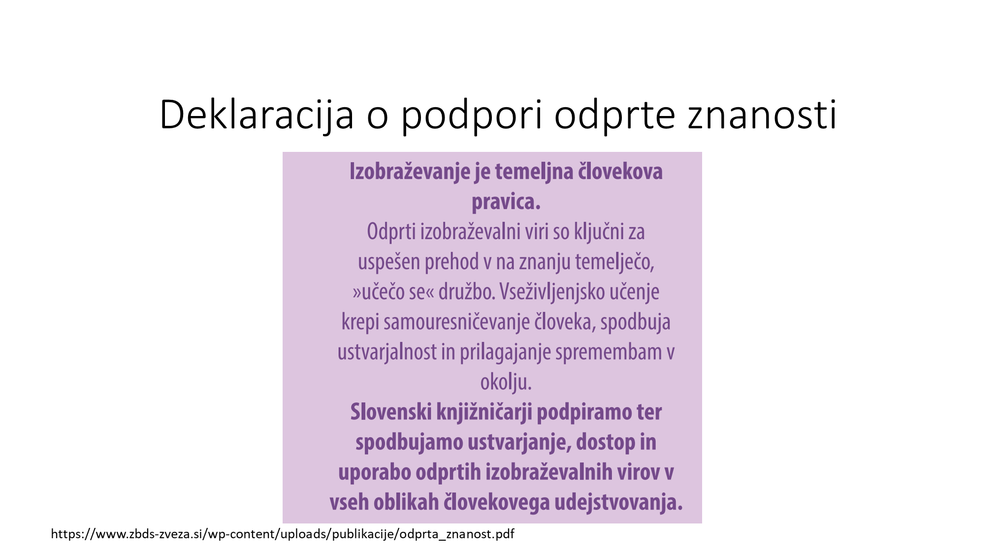 Deklaracija o podpori odprte znanosti
Izobraževanje je temeljna človekova
pravica.
Odprti izobraževalni viri so ključni za
uspešen prehod v na znanju temelječo,
»učečo se« družbo. Vseživljenjsko učenje
krepi samouresničevanje človeka, spodbuja
ustvarjalnost in prilagajanje spremembam v
okolju.
Slovenski knjižničarji podpiramo ter
spodbujamo ustvarjanje, dostop in
uporabo odprtih izobraževalnih virov v
vseh oblikah človekovega udejstvovanja.
https://www.zbds-zveza.si/wp-content/uploads/publikacije/odprta_znanost.pdf